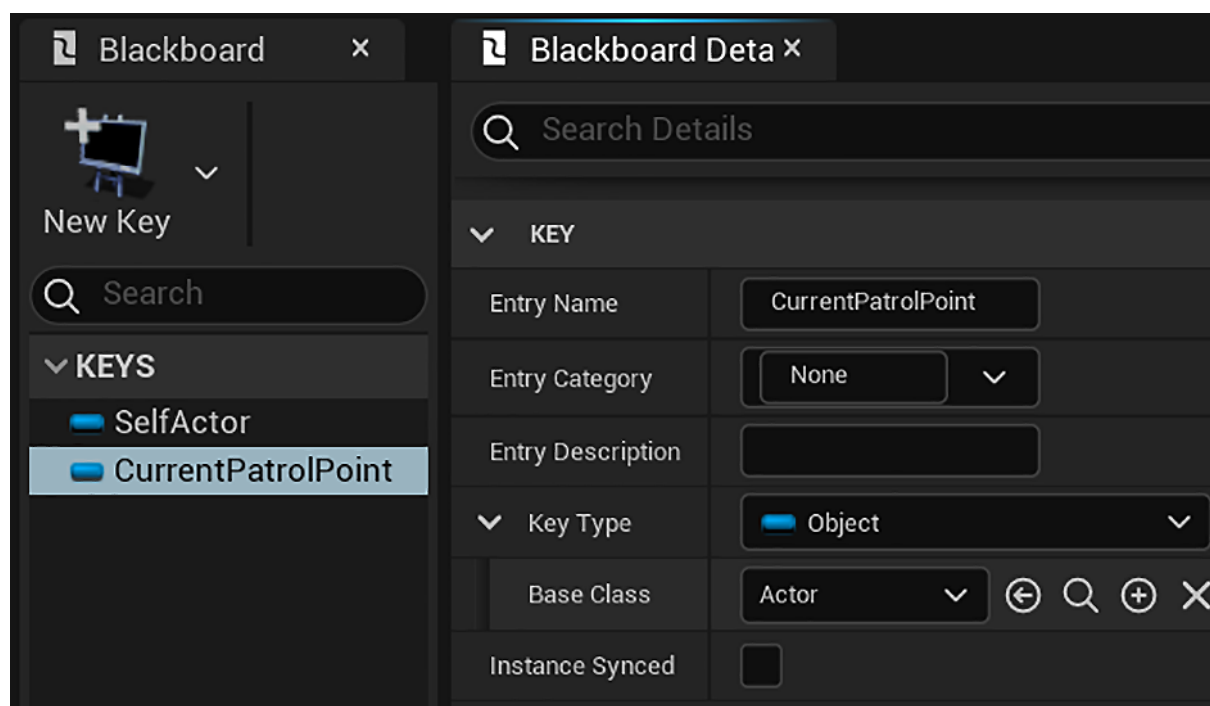 Blackboard
Blackboard Deta
New Key
Search
KEYS
SelfActor
CurrentPatrolPoint
Search Details
KEY
Entry Name CurrentPatrolPoint
Entry Category None
Entry Description
Key Type Object
Base Class Actor
Instance Synced